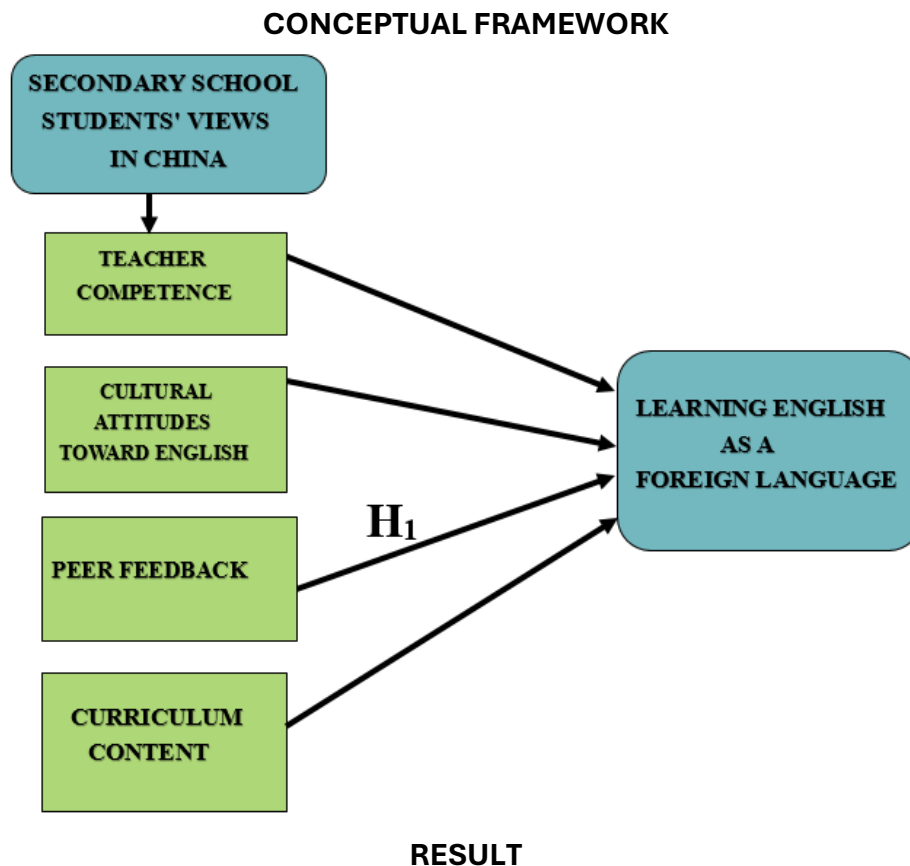 CONCEPTUAL FRAMEWORK
SECONDARY SCHOOL
STUDENTS' VIEWS
IN CHINA
TEACHER
COMPETENCE
CULTURAL
ATTITUDES
TOWARD ENGLISH
LEARNING ENGLISH
AS A
FOREIGN LANGUAGE
H₁
PEER FEEDBACK
CURRICULUM
CONTENT
RESULT